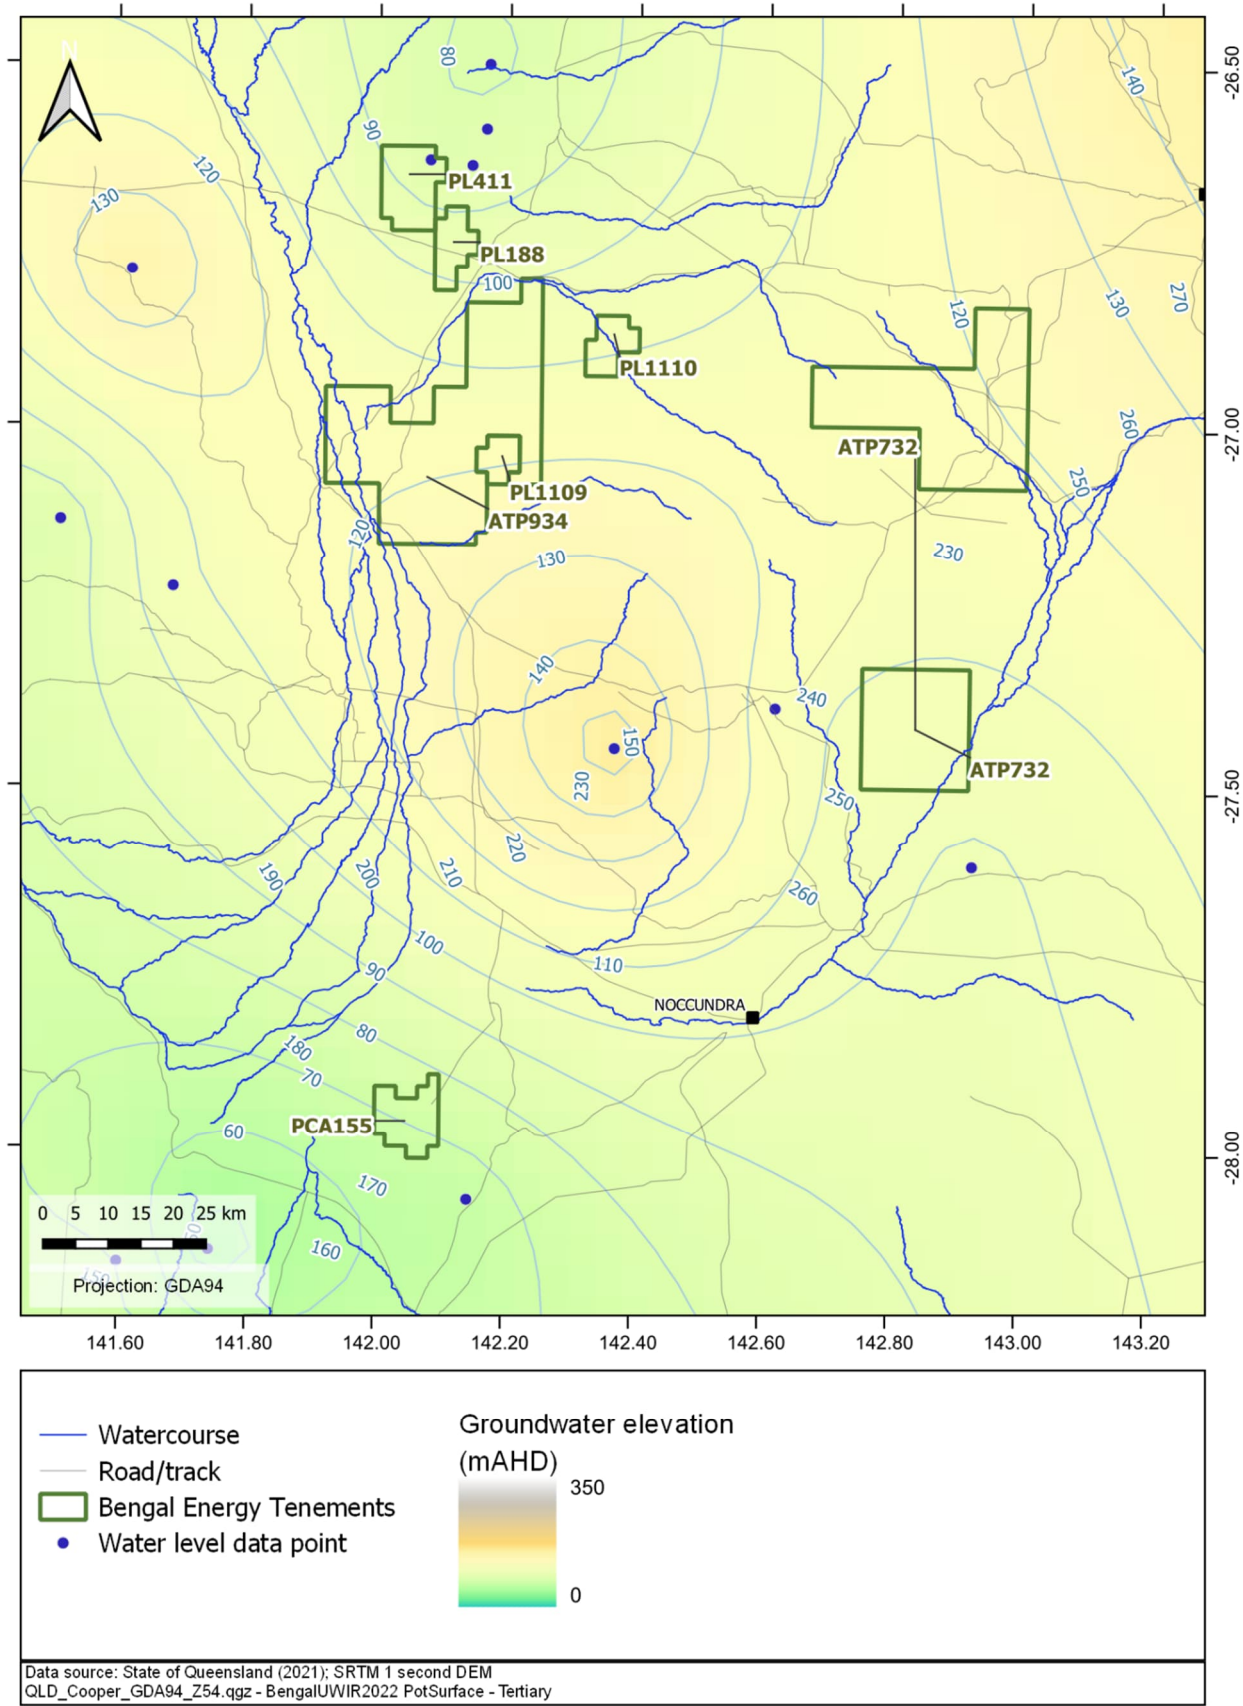 N
80
140
-26.50
90
120
130
PL411
PL188
100
120
130
270
PL1110
260
-27.00
ATP732
250
PL1109
ATP934
120
130
230
140
240
150
ATP732
230
250
-27.50
220
210
200
190
260
100
110
90
NOCCUNDRA
80
180
70
PCA155
60
-28.00
170
160
150
0 5 10 15 20 25 km
Projection: GDA94
141.60 141.80 142.00 142.20 142.40 142.60 142.80 143.00 143.20
Watercourse
Road/track
Bengal Energy Tenements
Water level data point
Groundwater elevation
(mAHD)
350
0
Data source: State of Queensland (2021); SRTM 1 second DEM
QLD_Cooper_GDA94_Z54.qgz - BengalUWIR2022 PotSurface - Tertiary